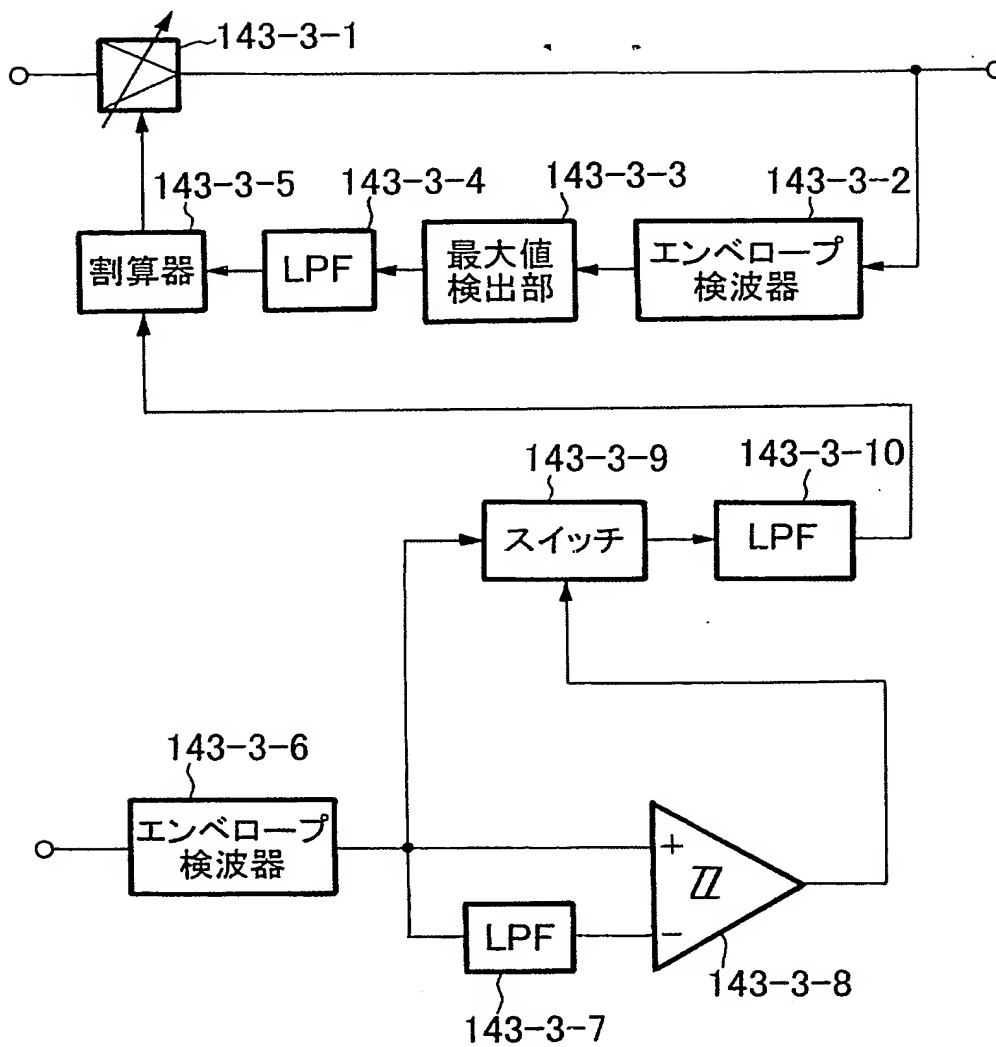 143-3-1
143-3-5
143-3-4
143-3-3
143-3-2
割算器
LPF
最大値
検出部
エンベロープ
検波器
143-3-9
143-3-10
スイッチ
LPF
143-3-6
エンベロープ
検波器
+
LPF
−
143-3-8
143-3-7